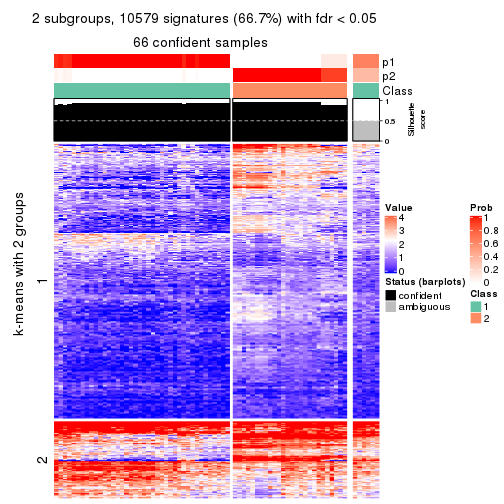 2 subgroups, 10579 signatures (66.7%) with fdr < 0.05
66 confident samples
p1
p2
Class
1
0.5
0
Silhouette
score
k-means with 2 groups
1
2
Value
4
3
2
1
0
Status (barplots)
confident
ambiguous
Prob
1
0.8
0.6
0.4
0.2
0
Class
1
2